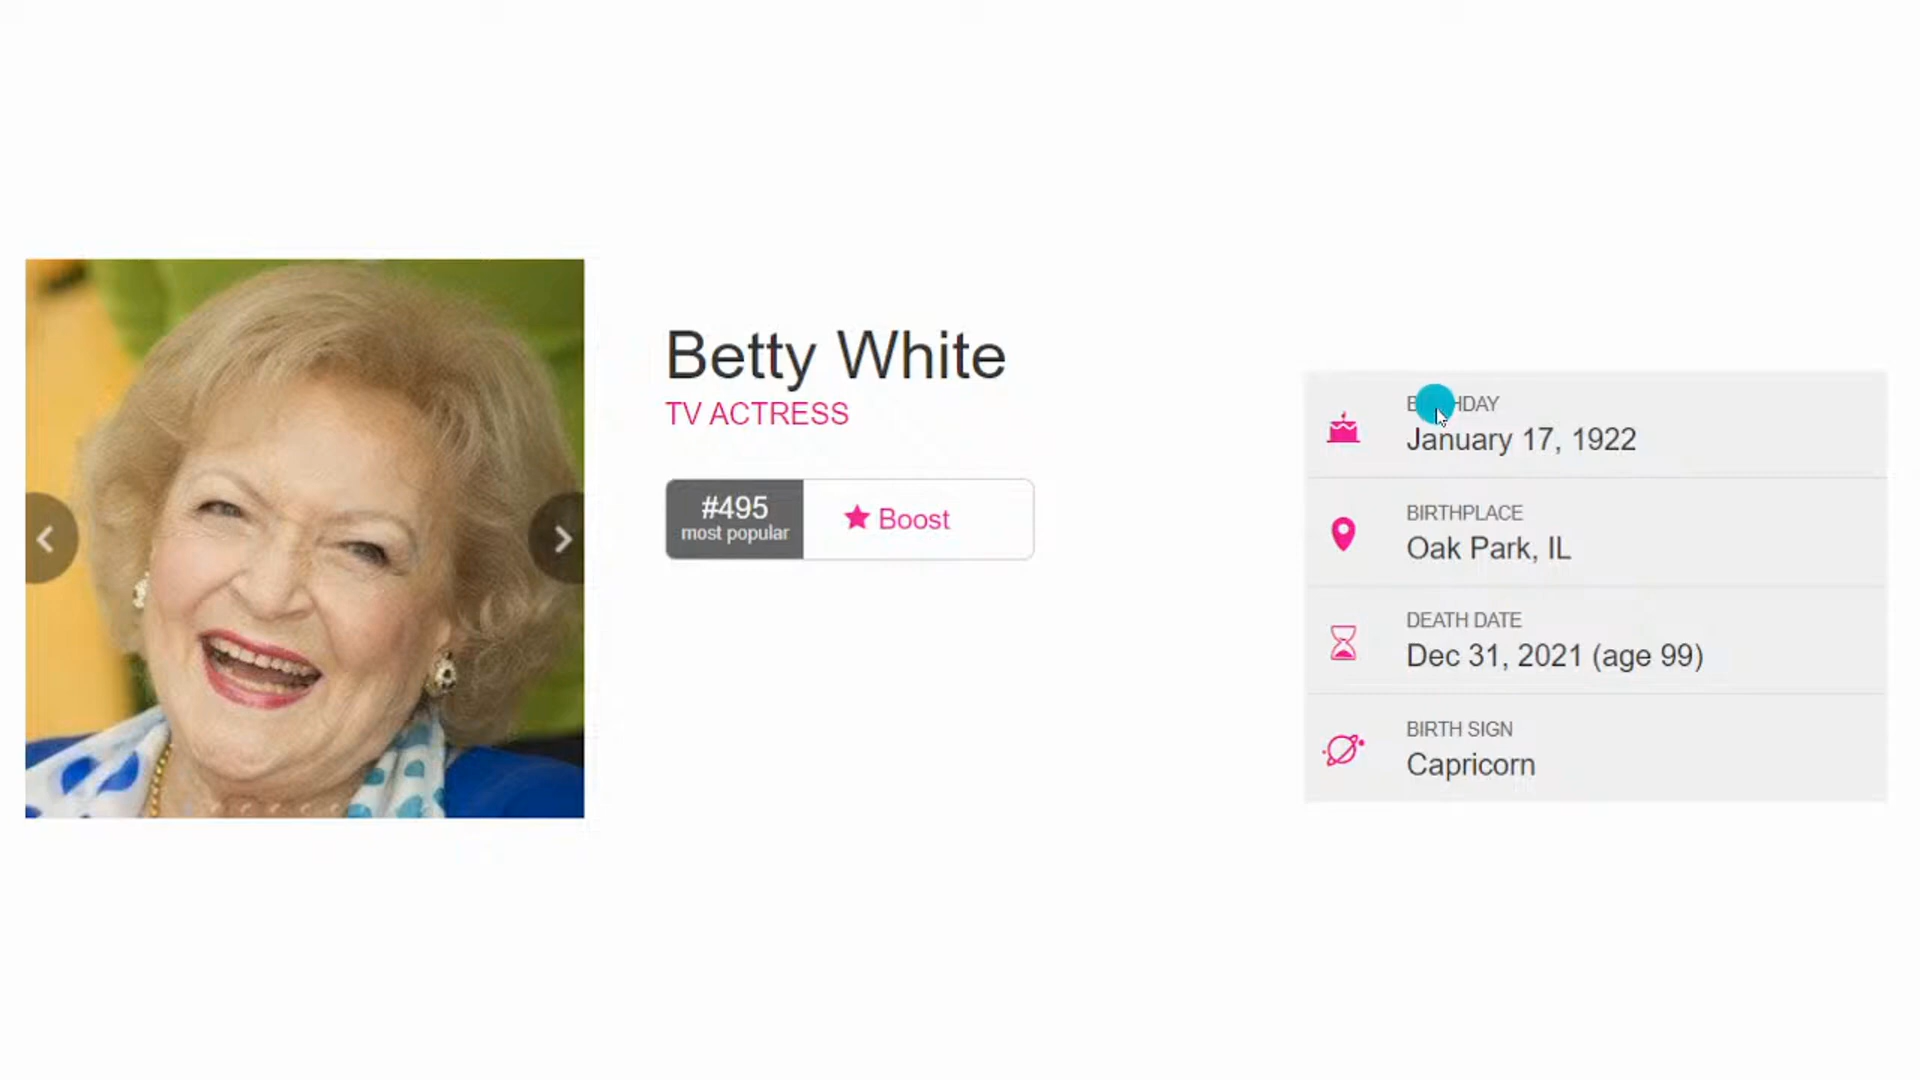 Betty White
TV ACTRESS
#495
most popular
Boost
BIRTHDAY
January 17, 1922
BIRTHPLACE
Oak Park, IL
DEATH DATE
Dec 31, 2021 (age 99)
BIRTH SIGN
Capricorn